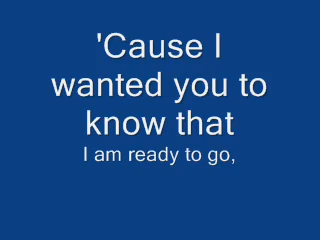 'Cause I
wanted you to
know that
I am ready to go,